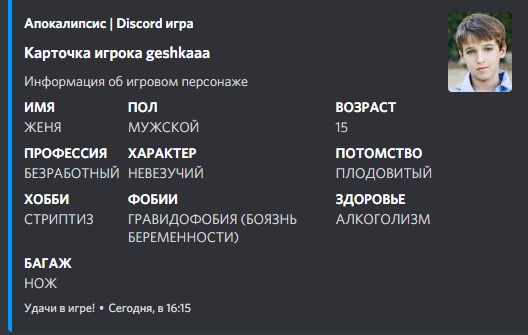 Апокалипсис | Discord игра
Карточка игрока geshkaaa
Информация об игровом персонаже
ИМЯ ПОЛ ВОЗРАСТ
ЖЕНЯ МУЖСКОЙ 15
ПРОФЕССИЯ ХАРАКТЕР ПОТОМСТВО
БЕЗРАБОТНЫЙ НЕВЕЗУЧИЙ ПЛОДОВИТЫЙ
ХОББИ ФОБИИ ЗДОРОВЬЕ
СТРИПТИЗ ГРАВИДОФОБИЯ (БОЯЗНЬ АЛКОГОЛИЗМ
БЕРЕМЕННОСТИ)
БАГАЖ
НОЖ
Удачи в игре! • Сегодня, в 16:15